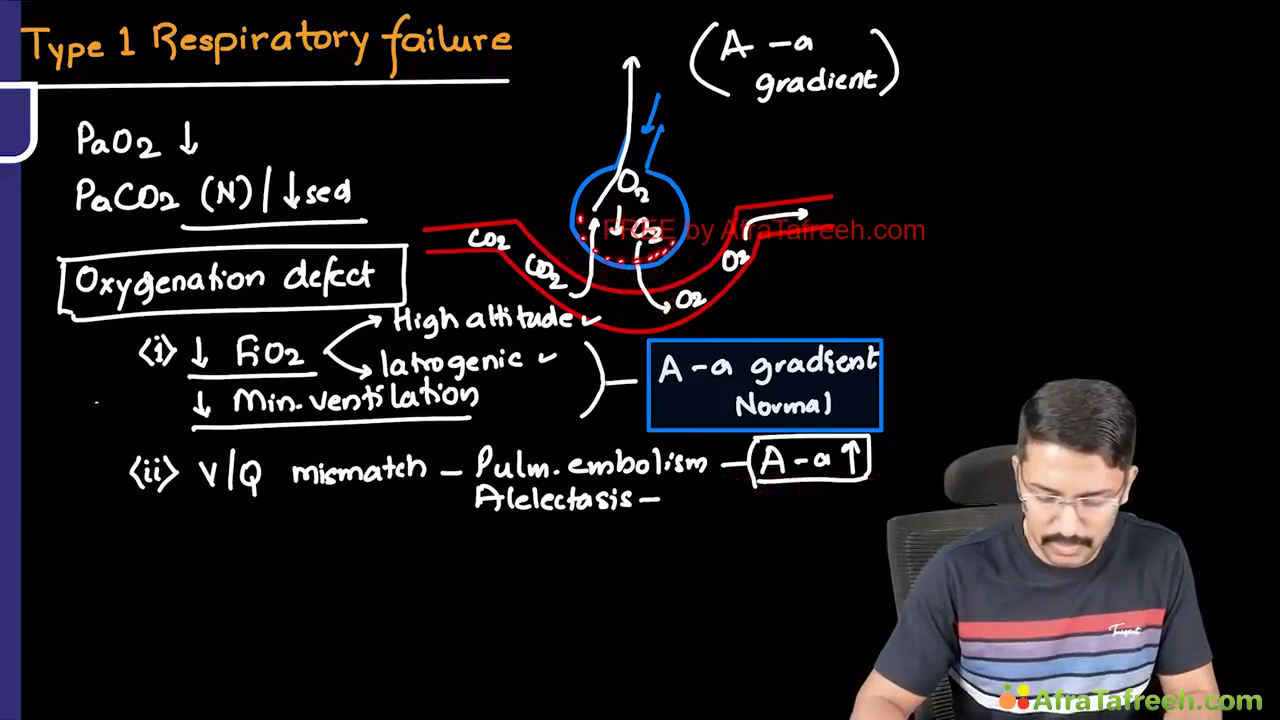 Type 1 Respiratory failure
(A - a
gradient)
PaO2 ↓
PaCO2 (N) / ↓sed
O2
O2
FREE by AfraTafreeh.com
CO2
CO2
O2
O2
Oxygenation defect
<i> ↓ FiO2
High altitude ✓
Iatrogenic ✓
↓ Min. ventilation
A - a gradient
Normal
<ii> V/Q mismatch - Pulm. embolism - A - a ↑
Atelectasis -
AfraTafreeh.com